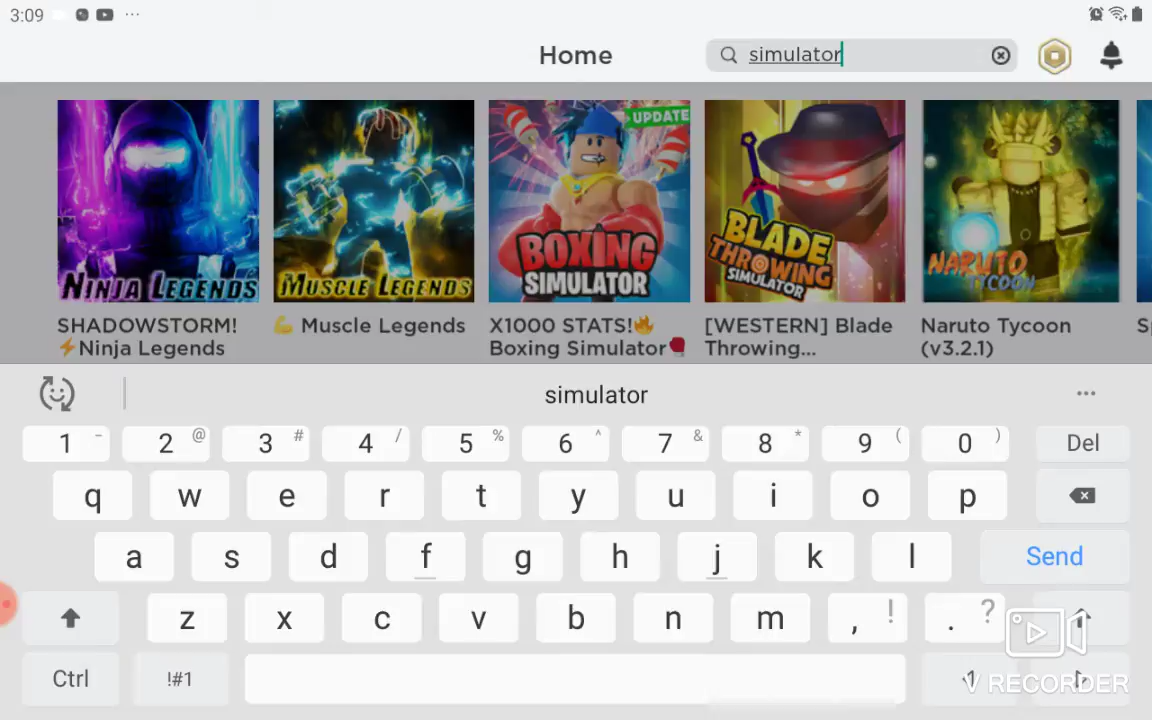 3:09
Home
simulator
UPDATE
NINJA LEGENDS
MUSCLE LEGENDS
BOXING
SIMULATOR
BLADE
THROWING
SIMULATOR
NARUTO
TYCOON
SHADOWSTORM!
⚡Ninja Legends
💪 Muscle Legends
X1000 STATS!🔥
Boxing Simulator🥊
[WESTERN] Blade
Throwing...
Naruto Tycoon
(v3.2.1)
S
simulator
1 - 2 @ 3 # 4 / 5 % 6 ^ 7 & 8 * 9 ( 0 ) Del
q w e r t y u i o p
a s d f g h j k l Send
z x c v b n m , ! . ?
Ctrl !#1
V RECORDER